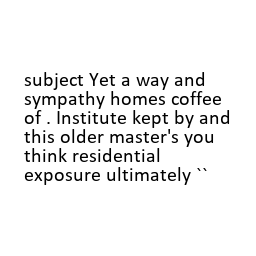 subject Yet a way and
sympathy homes coffee
of . Institute kept by and
this older master's you
think residential
exposure ultimately ``